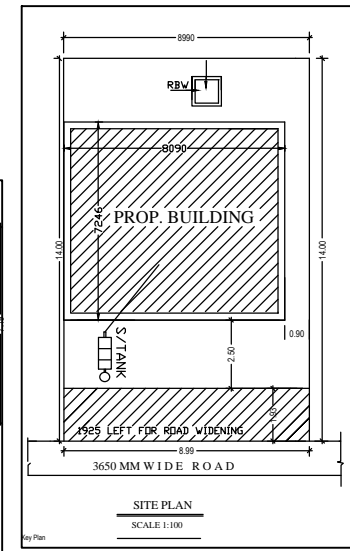 8990
RBW
8090
7246
PROP. BUILDING
14.00
14.00
S/TANK
2.50
0.90
1.93
1925 LEFT FOR ROAD WIDENING
8.99
3650 MM WIDE ROAD
SITE PLAN
SCALE 1:100
Key Plan